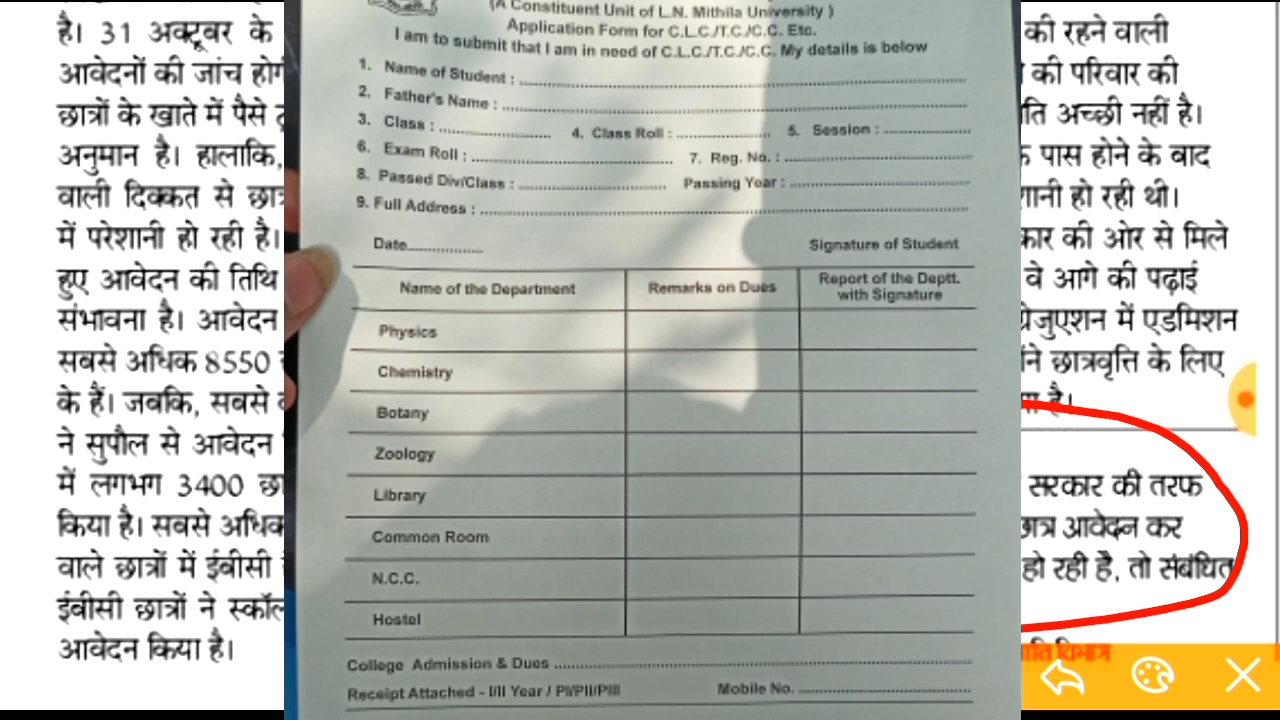 है। 31 अक्टूबर के
आवेदनों की जांच
छात्रों के खाते में पैसे
अनुमान है। हालाकि,
वाली दिक्कत से
में परेशानी हो रही है।
हुए आवेदन की तिथि
संभावना है। आवेदन
सबसे अधिक 8550
के हैं। जबकि, सबसे
ने सुपौल से आवेदन
में लगभग 3400
किया है। सबसे अधिक
वाले छात्रों में ईबीसी
ईबीसी छात्रों ने
आवेदन किया है।
(A Constituent Unit of L.N. Mithila University )
Application Form for C.L.C./T.C./C.C. Etc.
I am to submit that I am in need of C.L.C./T.C./C.C. My details is below
1. Name of Student :
2. Father's Name :
3. Class : 4. Class Roll : 5. Session :
6. Exam Roll : 7. Reg. No. :
8. Passed Div/Class : Passing Year :
9. Full Address :
Date Signature of Student
Name of the Department Remarks on Dues Report of the Deptt. with Signature
Physics
Chemistry
Botany
Zoology
Library
Common Room
N.C.C.
Hostel
College Admission & Dues
Receipt Attached - I/II Year / PI/PII/PIII Mobile No.
की रहने वाली
की परिवार की
अच्छी नहीं है।
पास होने के वाद
हो रही थी।
की ओर से मिले
वे आगे की पढ़ाई
में एडमिशन
छात्रवृत्ति के लिए
है।
सरकार की तरफ
आवेदन कर
हो रही है, तो संबंधित